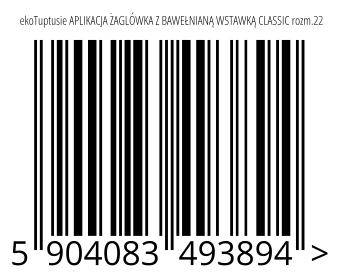 ekoTuptusie APLIKACJA ŻAGLÓWKA Z BAWEŁNIANĄ WSTAWKĄ CLASSIC rozm.22
5 904083 493894 >